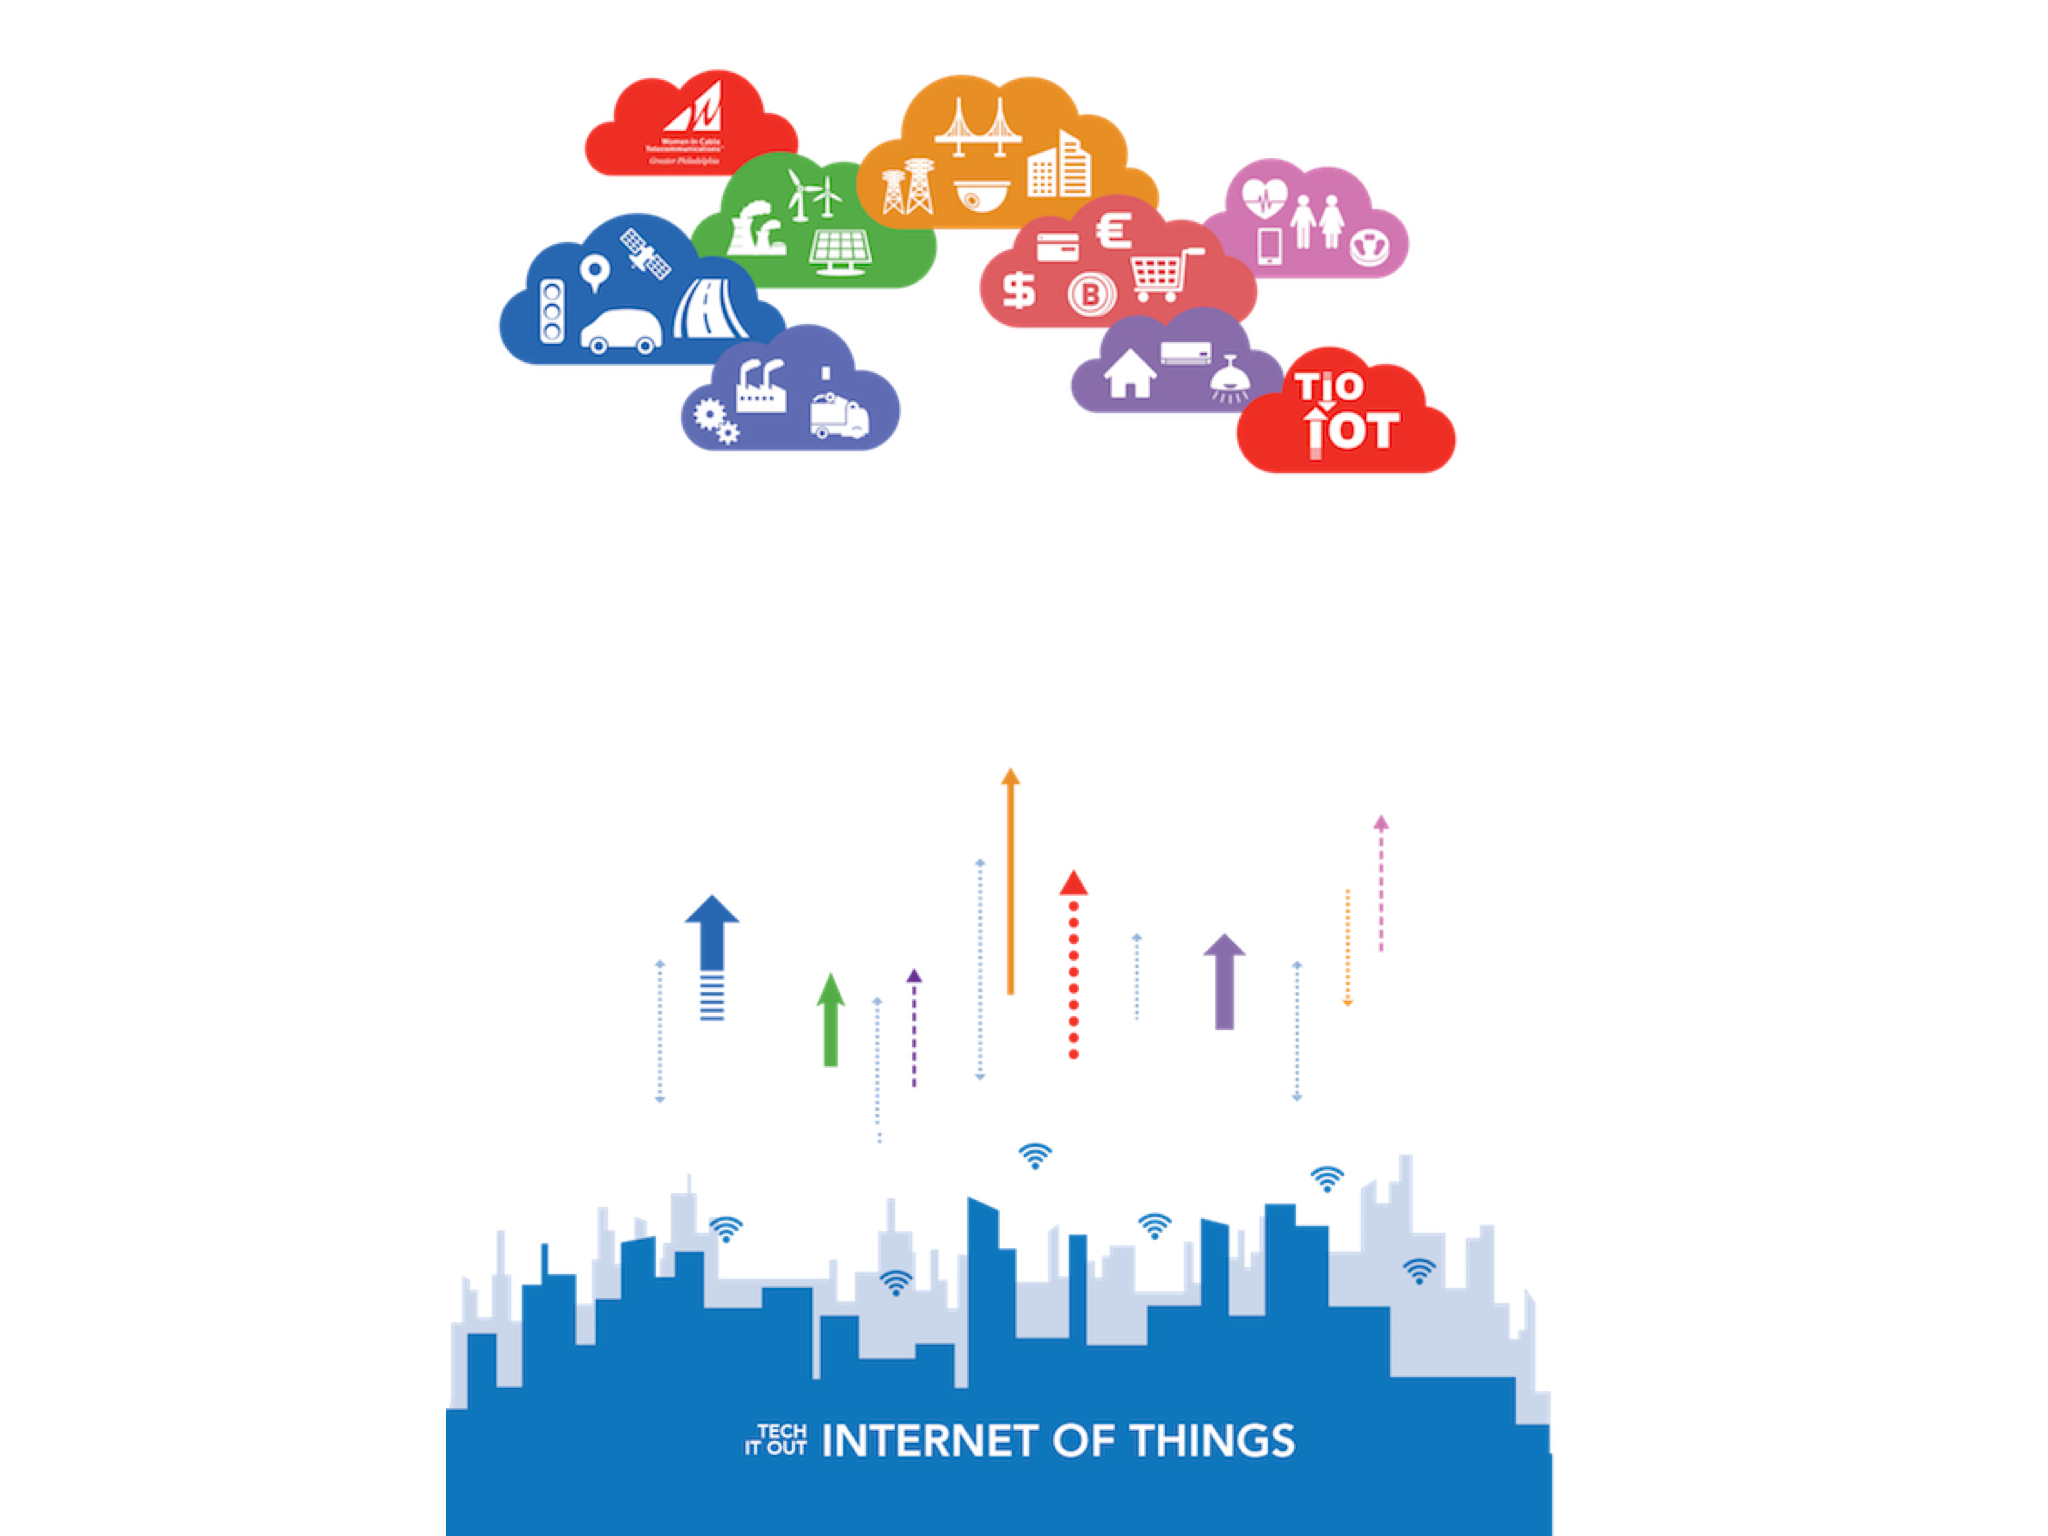 Women in Cable
Telecommunications
Greater Philadelphia
€
$
B
TiO
iOT
TECH
IT OUT
INTERNET OF THINGS